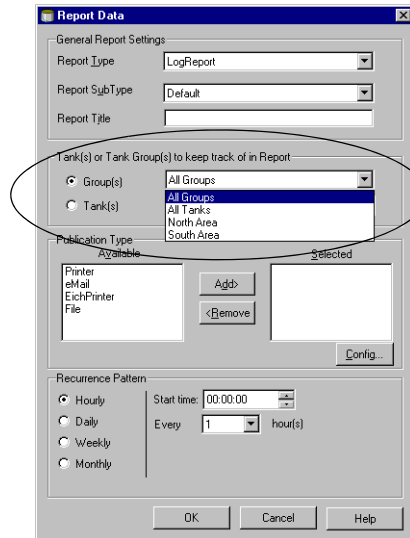 Report Data
General Report Settings
Report Type LogReport
Report SubType Default
Report Title
Tank(s) or Tank Group(s) to keep track of in Report
Group(s) All Groups
All Groups
Tank(s) All Tanks
North Area
South Area
Publication Type
Available Selected
Printer
eMail
EichPrinter
File
Add>
<Remove
Config...
Recurrence Pattern
Hourly Start time: 00:00:00
Daily Every 1 hour(s)
Weekly
Monthly
OK Cancel Help